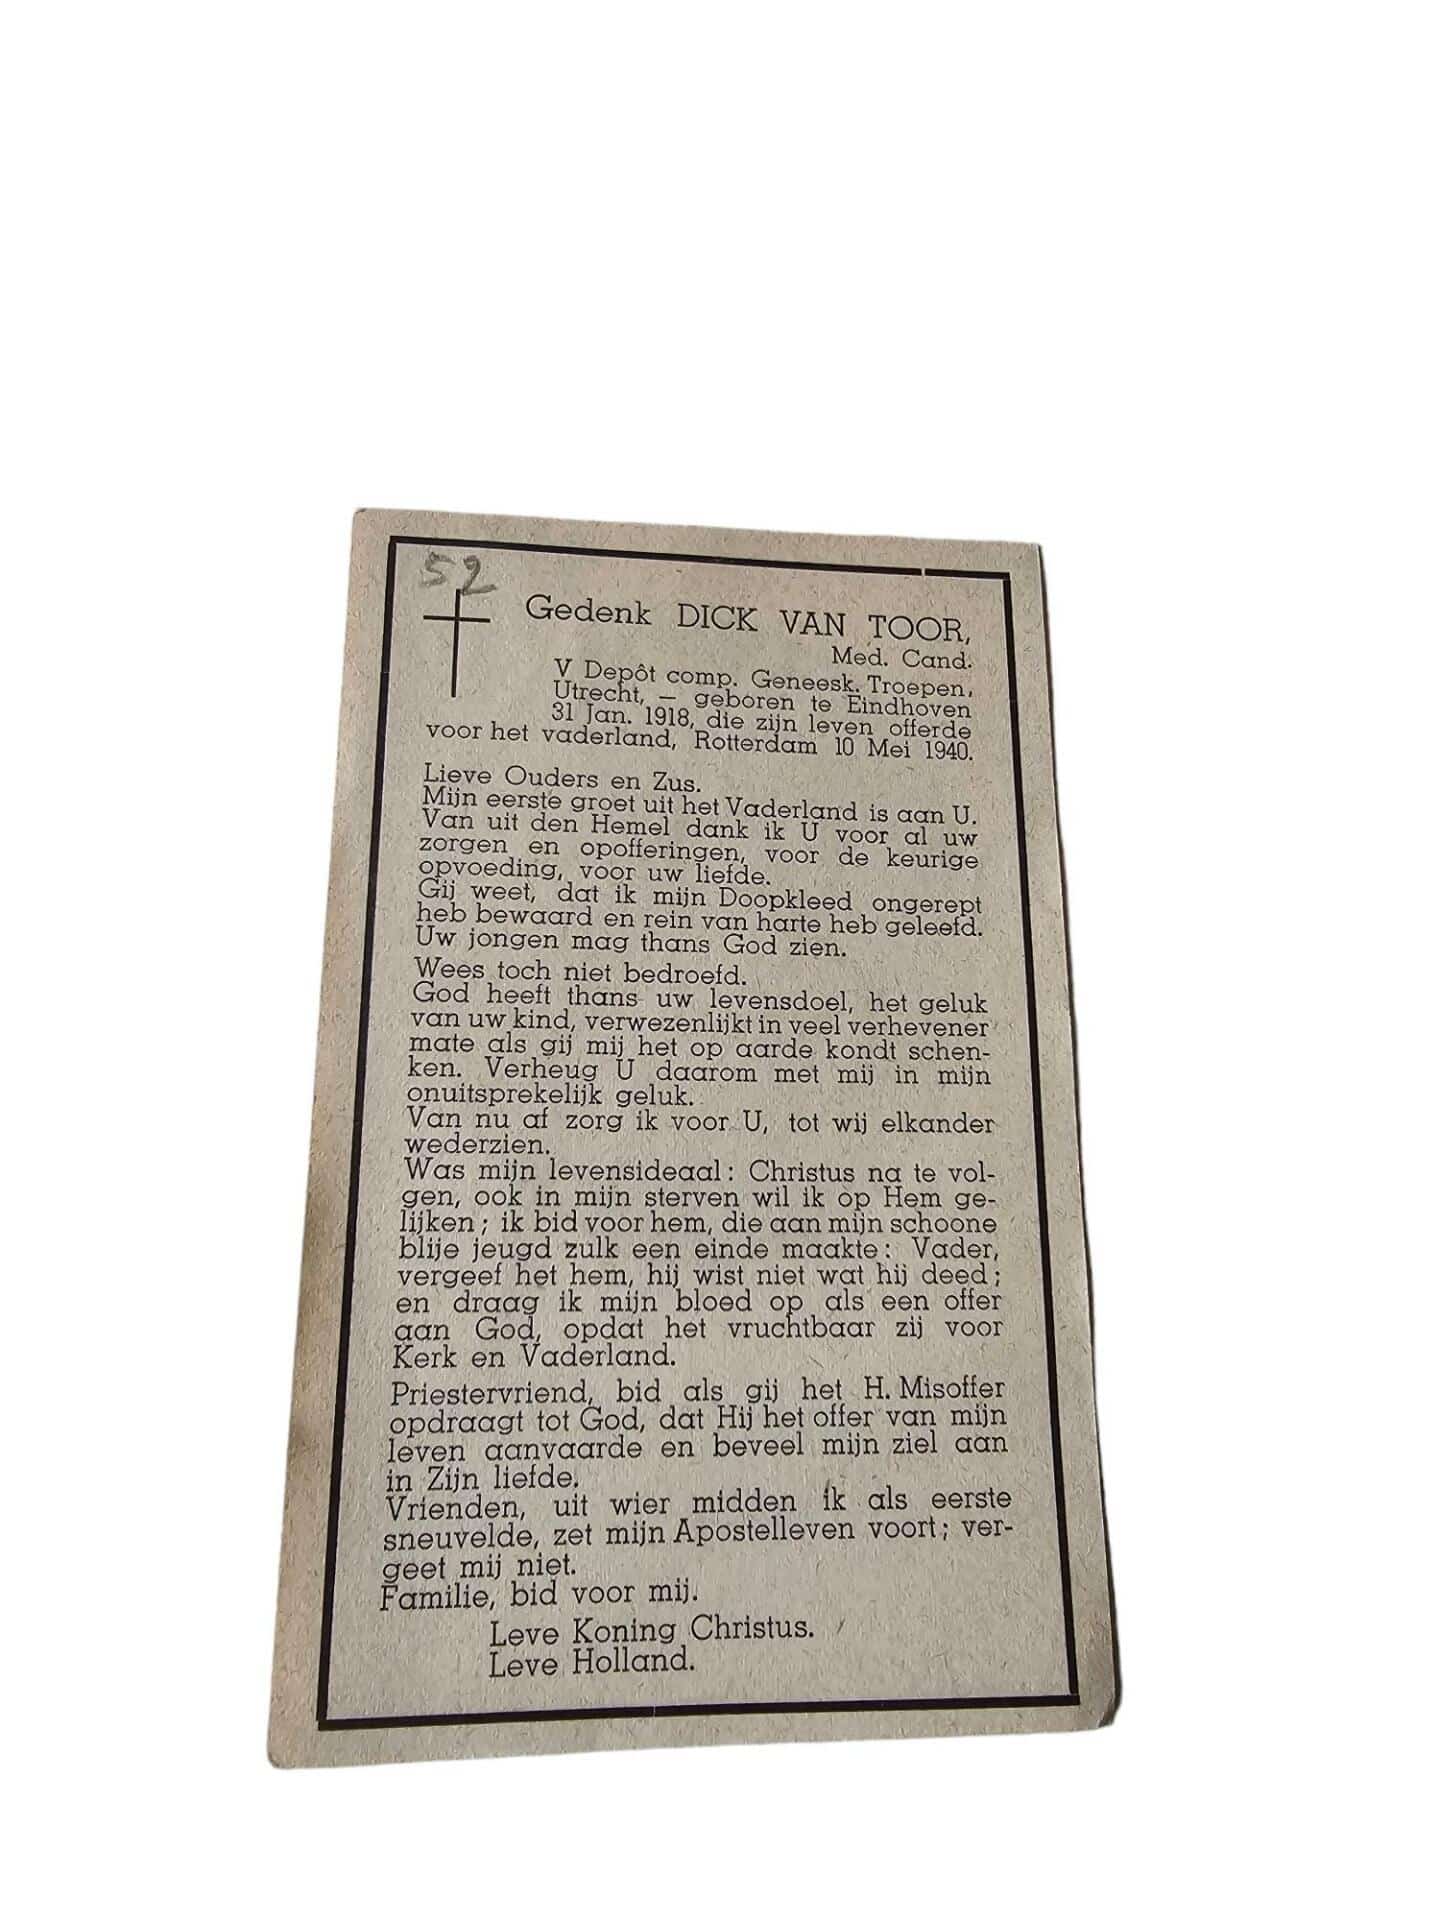 52
Gedenk DICK VAN TOOR,
Med. Cand.
V Depôt comp. Geneesk. Troepen,
Utrecht, — geboren te Eindhoven
31 Jan. 1918, die zijn leven offerde
voor het vaderland, Rotterdam 10 Mei 1940.
Lieve Ouders en Zus.
Mijn eerste groet uit het Vaderland is aan U.
Van uit den Hemel dank ik U voor al uw
zorgen en opofferingen, voor de keurige
opvoeding, voor uw liefde.
Gij weet, dat ik mijn Doopkleed ongerept
heb bewaard en rein van harte heb geleefd.
Uw jongen mag thans God zien.
Wees toch niet bedroefd.
God heeft thans uw levensdoel, het geluk
van uw kind, verwezenlijkt in veel verhevener
mate als gij mij het op aarde kondt schen-
ken. Verheug U daarom met mij in mijn
onuitsprekelijk geluk.
Van nu af zorg ik voor U, tot wij elkander
wederzien.
Was mijn levensideaal: Christus na te vol-
gen, ook in mijn sterven wil ik op Hem ge-
lijken; ik bid voor hem, die aan mijn schoone
blije jeugd zulk een einde maakte: Vader,
vergeef het hem, hij wist niet wat hij deed;
en draag ik mijn bloed op als een offer
aan God, opdat het vruchtbaar zij voor
Kerk en Vaderland.
Priestervriend, bid als gij het H. Misoffer
opdraagt tot God, dat Hij het offer van mijn
leven aanvaarde en beveel mijn ziel aan
in Zijn liefde.
Vrienden, uit wier midden ik als eerste
sneuvelde, zet mijn Apostelleven voort; ver-
geet mij niet.
Familie, bid voor mij.
Leve Koning Christus.
Leve Holland.